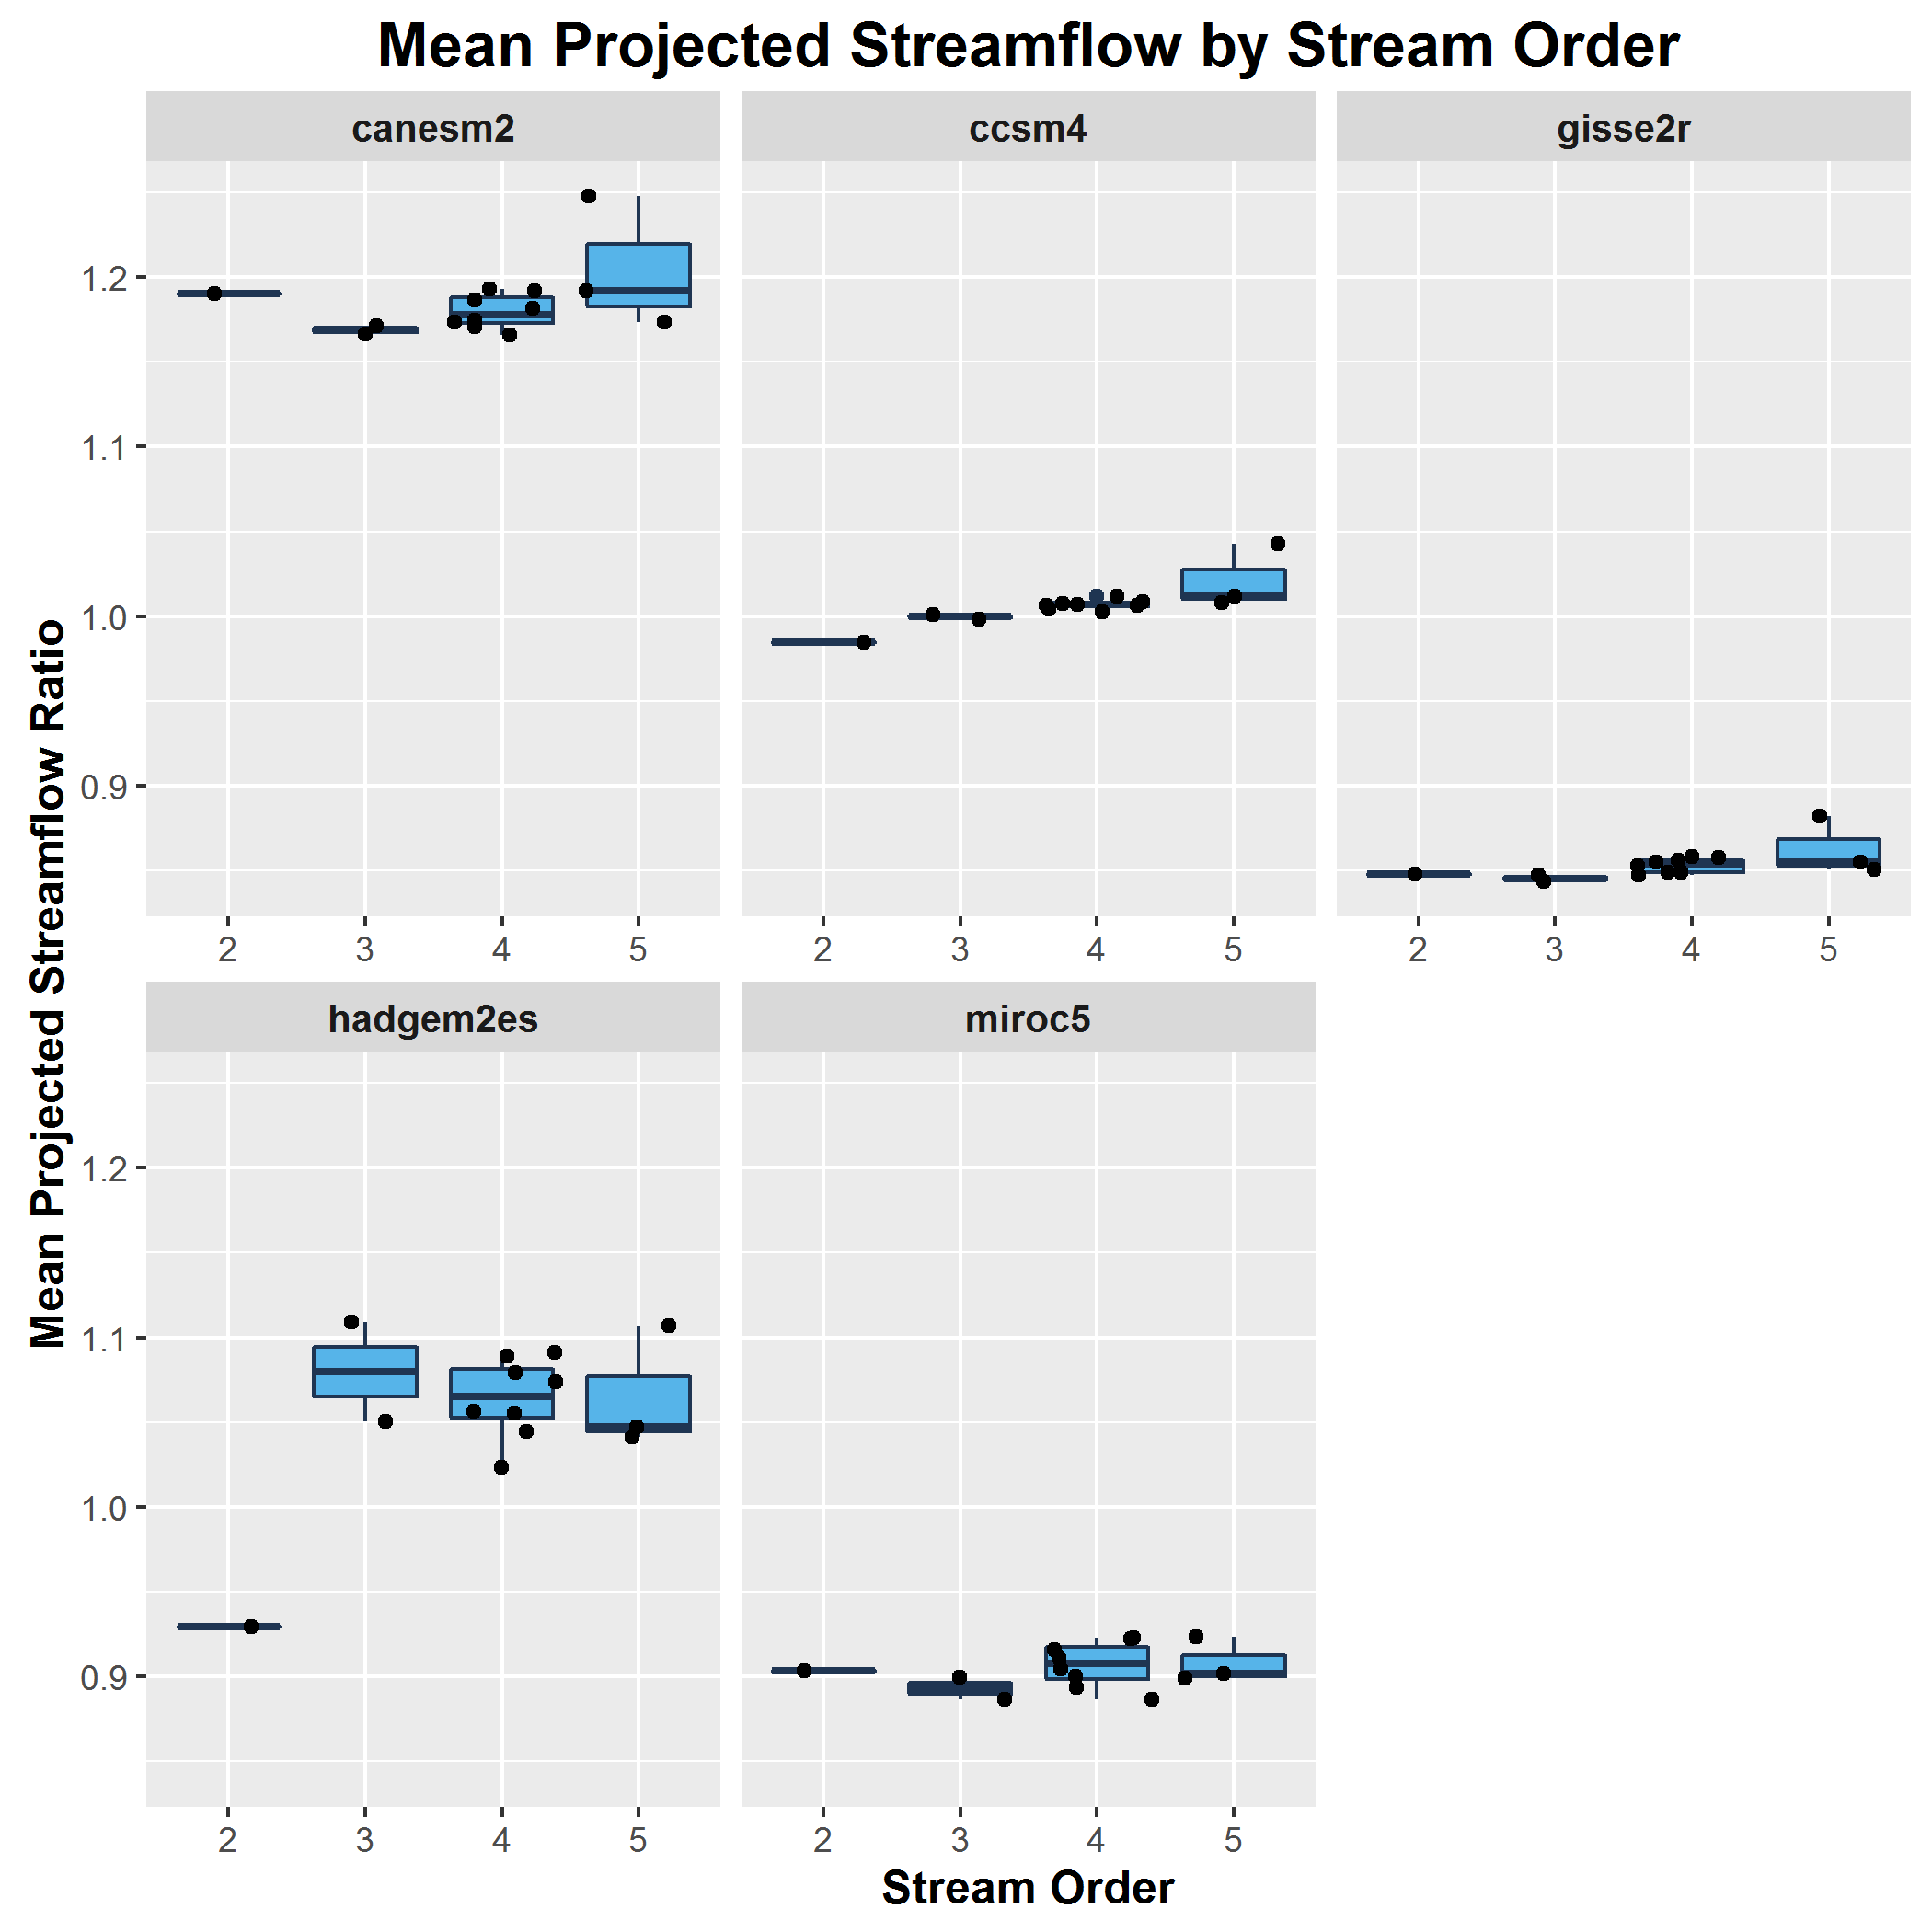 Mean Projected Streamflow by Stream Order
canesm2
ccsm4
gisse2r
Mean Projected Streamflow Ratio
1.2
1.1
1.0
0.9
2 3 4 5
2 3 4 5
2 3 4 5
hadgem2es
miroc5
1.2
1.1
1.0
0.9
2 3 4 5
2 3 4 5
Stream Order